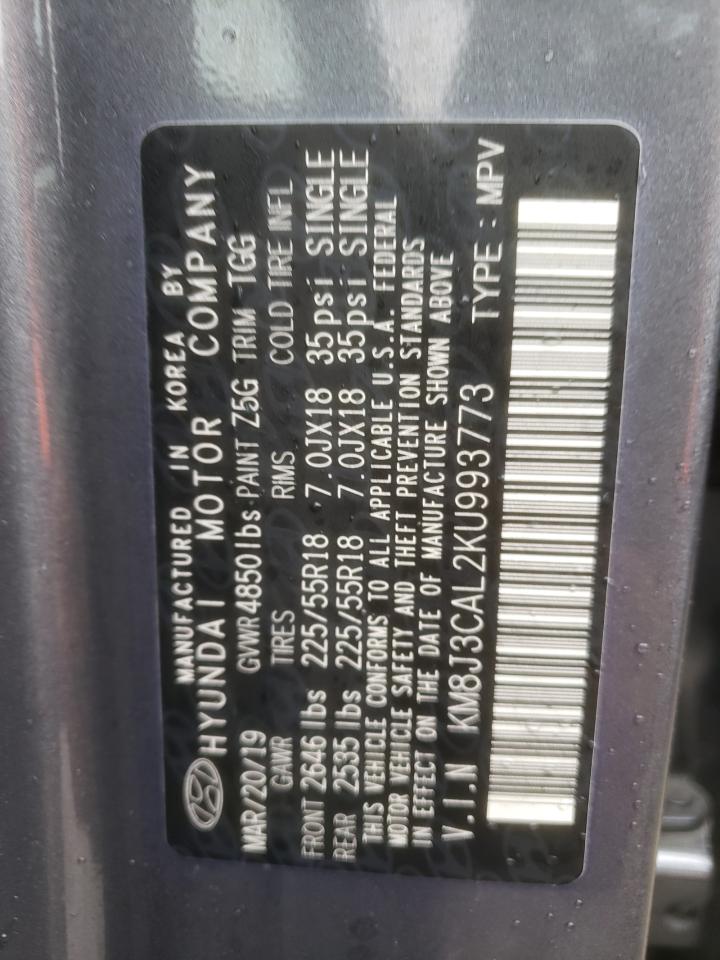 MANUFACTURED IN KOREA BY
HYUNDAI MOTOR COMPANY
MAR/20/19 GVWR 4850lbs PAINT Z5G TRIM TGG
GAWR TIRES RIMS COLD TIRE INFL
FRONT 2646 lbs 225/55R18 7.0JX18 35psi SINGLE
REAR 2535 lbs 225/55R18 7.0JX18 35psi SINGLE
THIS VEHICLE CONFORMS TO ALL APPLICABLE U.S.A. FEDERAL
MOTOR VEHICLE SAFETY AND THEFT PREVENTION STANDARDS
IN EFFECT ON THE DATE OF MANUFACTURE SHOWN ABOVE
V.I.N KM8J3CAL2KU993773 TYPE : MPV